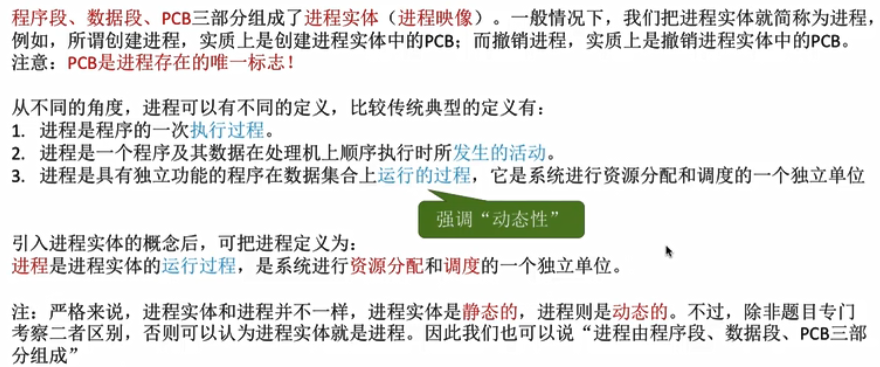 程序段、数据段、PCB三部分组成了进程实体（进程映像）。一般情况下，我们把进程实体就简称为进程，
例如，所谓创建进程，实质上是创建进程实体中的PCB；而撤销进程，实质上是撤销进程实体中的PCB。
注意：PCB是进程存在的唯一标志！
从不同的角度，进程可以有不同的定义，比较传统典型的定义有：
1. 进程是程序的一次执行过程。
2. 进程是一个程序及其数据在处理机上顺序执行时所发生的活动。
3. 进程是具有独立功能的程序在数据集合上运行的过程，它是系统进行资源分配和调度的一个独立单位
强调“动态性”
引入进程实体的概念后，可把进程定义为：
进程是进程实体的运行过程，是系统进行资源分配和调度的一个独立单位。
注：严格来说，进程实体和进程并不一样，进程实体是静态的，进程则是动态的。不过，除非题目专门
考察二者区别，否则可以认为进程实体就是进程。因此我们也可以说“进程由程序段、数据段、PCB三部
分组成”